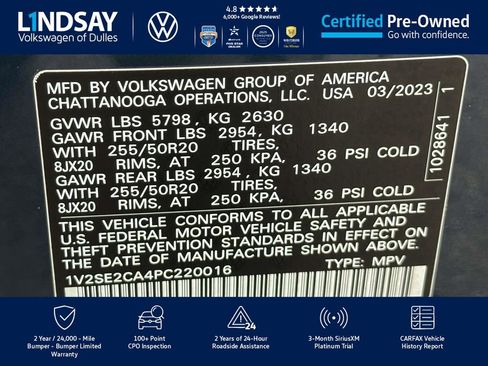 LINDSAY
Volkswagen of Dulles
4.8 ★★★★★
6,000+ Google Reviews!
Certified Pre-Owned
Go with confidence.
MFD BY VOLKSWAGEN GROUP OF AMERICA
CHATTANOOGA OPERATIONS, LLC. USA 03/2023
GVWR LBS 5798, KG 2630
GAWR FRONT LBS 2954, KG 1340
WITH 255/50R20 TIRES,
8JX20 RIMS, AT 250 KPA, 36 PSI COLD
GAWR REAR LBS 2954, KG 1340
WITH 255/50R20 TIRES,
8JX20 RIMS, AT 250 KPA, 36 PSI COLD
THIS VEHICLE CONFORMS TO ALL APPLICABLE
U.S. FEDERAL MOTOR VEHICLE SAFETY AND
THEFT PREVENTION STANDARDS IN EFFECT ON
THE DATE OF MANUFACTURE SHOWN ABOVE.
1V2SE2CA4PC220016 TYPE: MPV
1028641 1
2 Year / 24,000 - Mile
Bumper - Bumper Limited
Warranty
100+ Point
CPO Inspection
24
2 Years of 24-Hour
Roadside Assistance
3-Month SiriusXM
Platinum Trial
CARFAX Vehicle
History Report